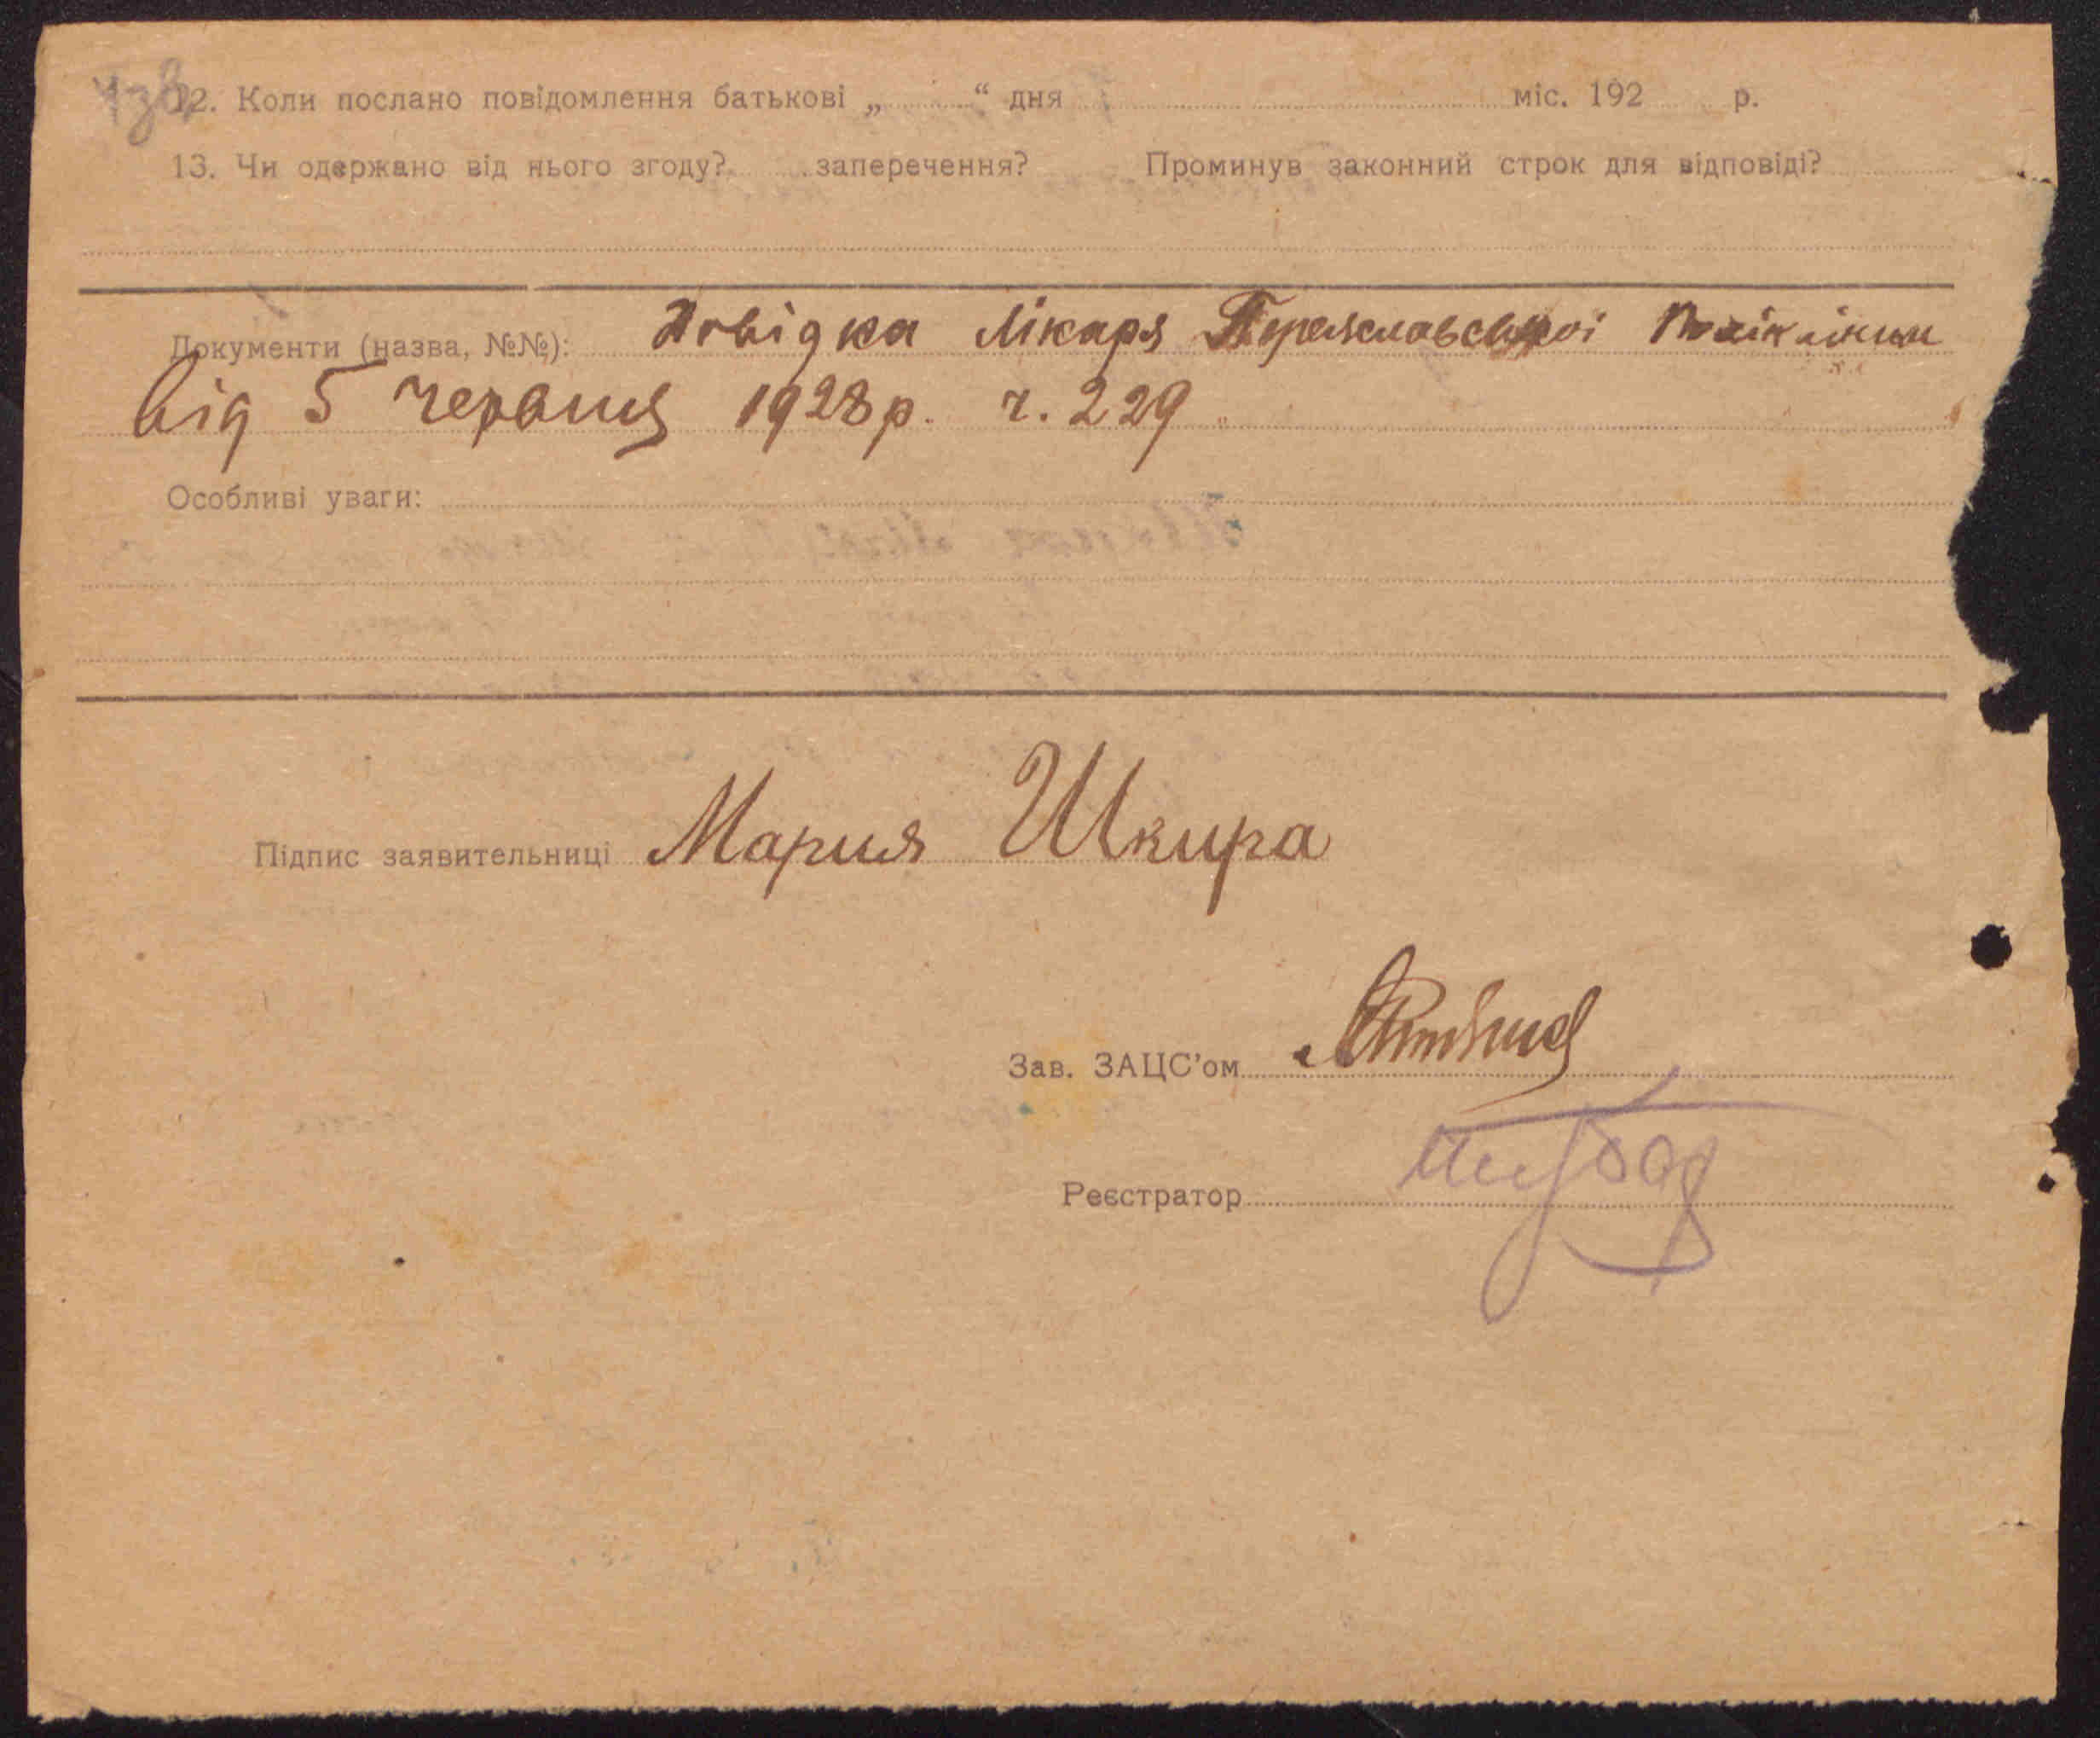 12. Коли послано повідомлення батькові „ “ дня міс. 192 р.
13. Чи одержано від нього згоду? заперечення? Проминув законний строк для відповіді?
Документи (назва, №№): Довідка лікаря Переяславської Поліклініки
від 5 червня 1928 р. ч. 229
Особливі уваги:
Підпис заявительниці Мария Шкира
Зав. ЗАЦС’ом
Реєстратор